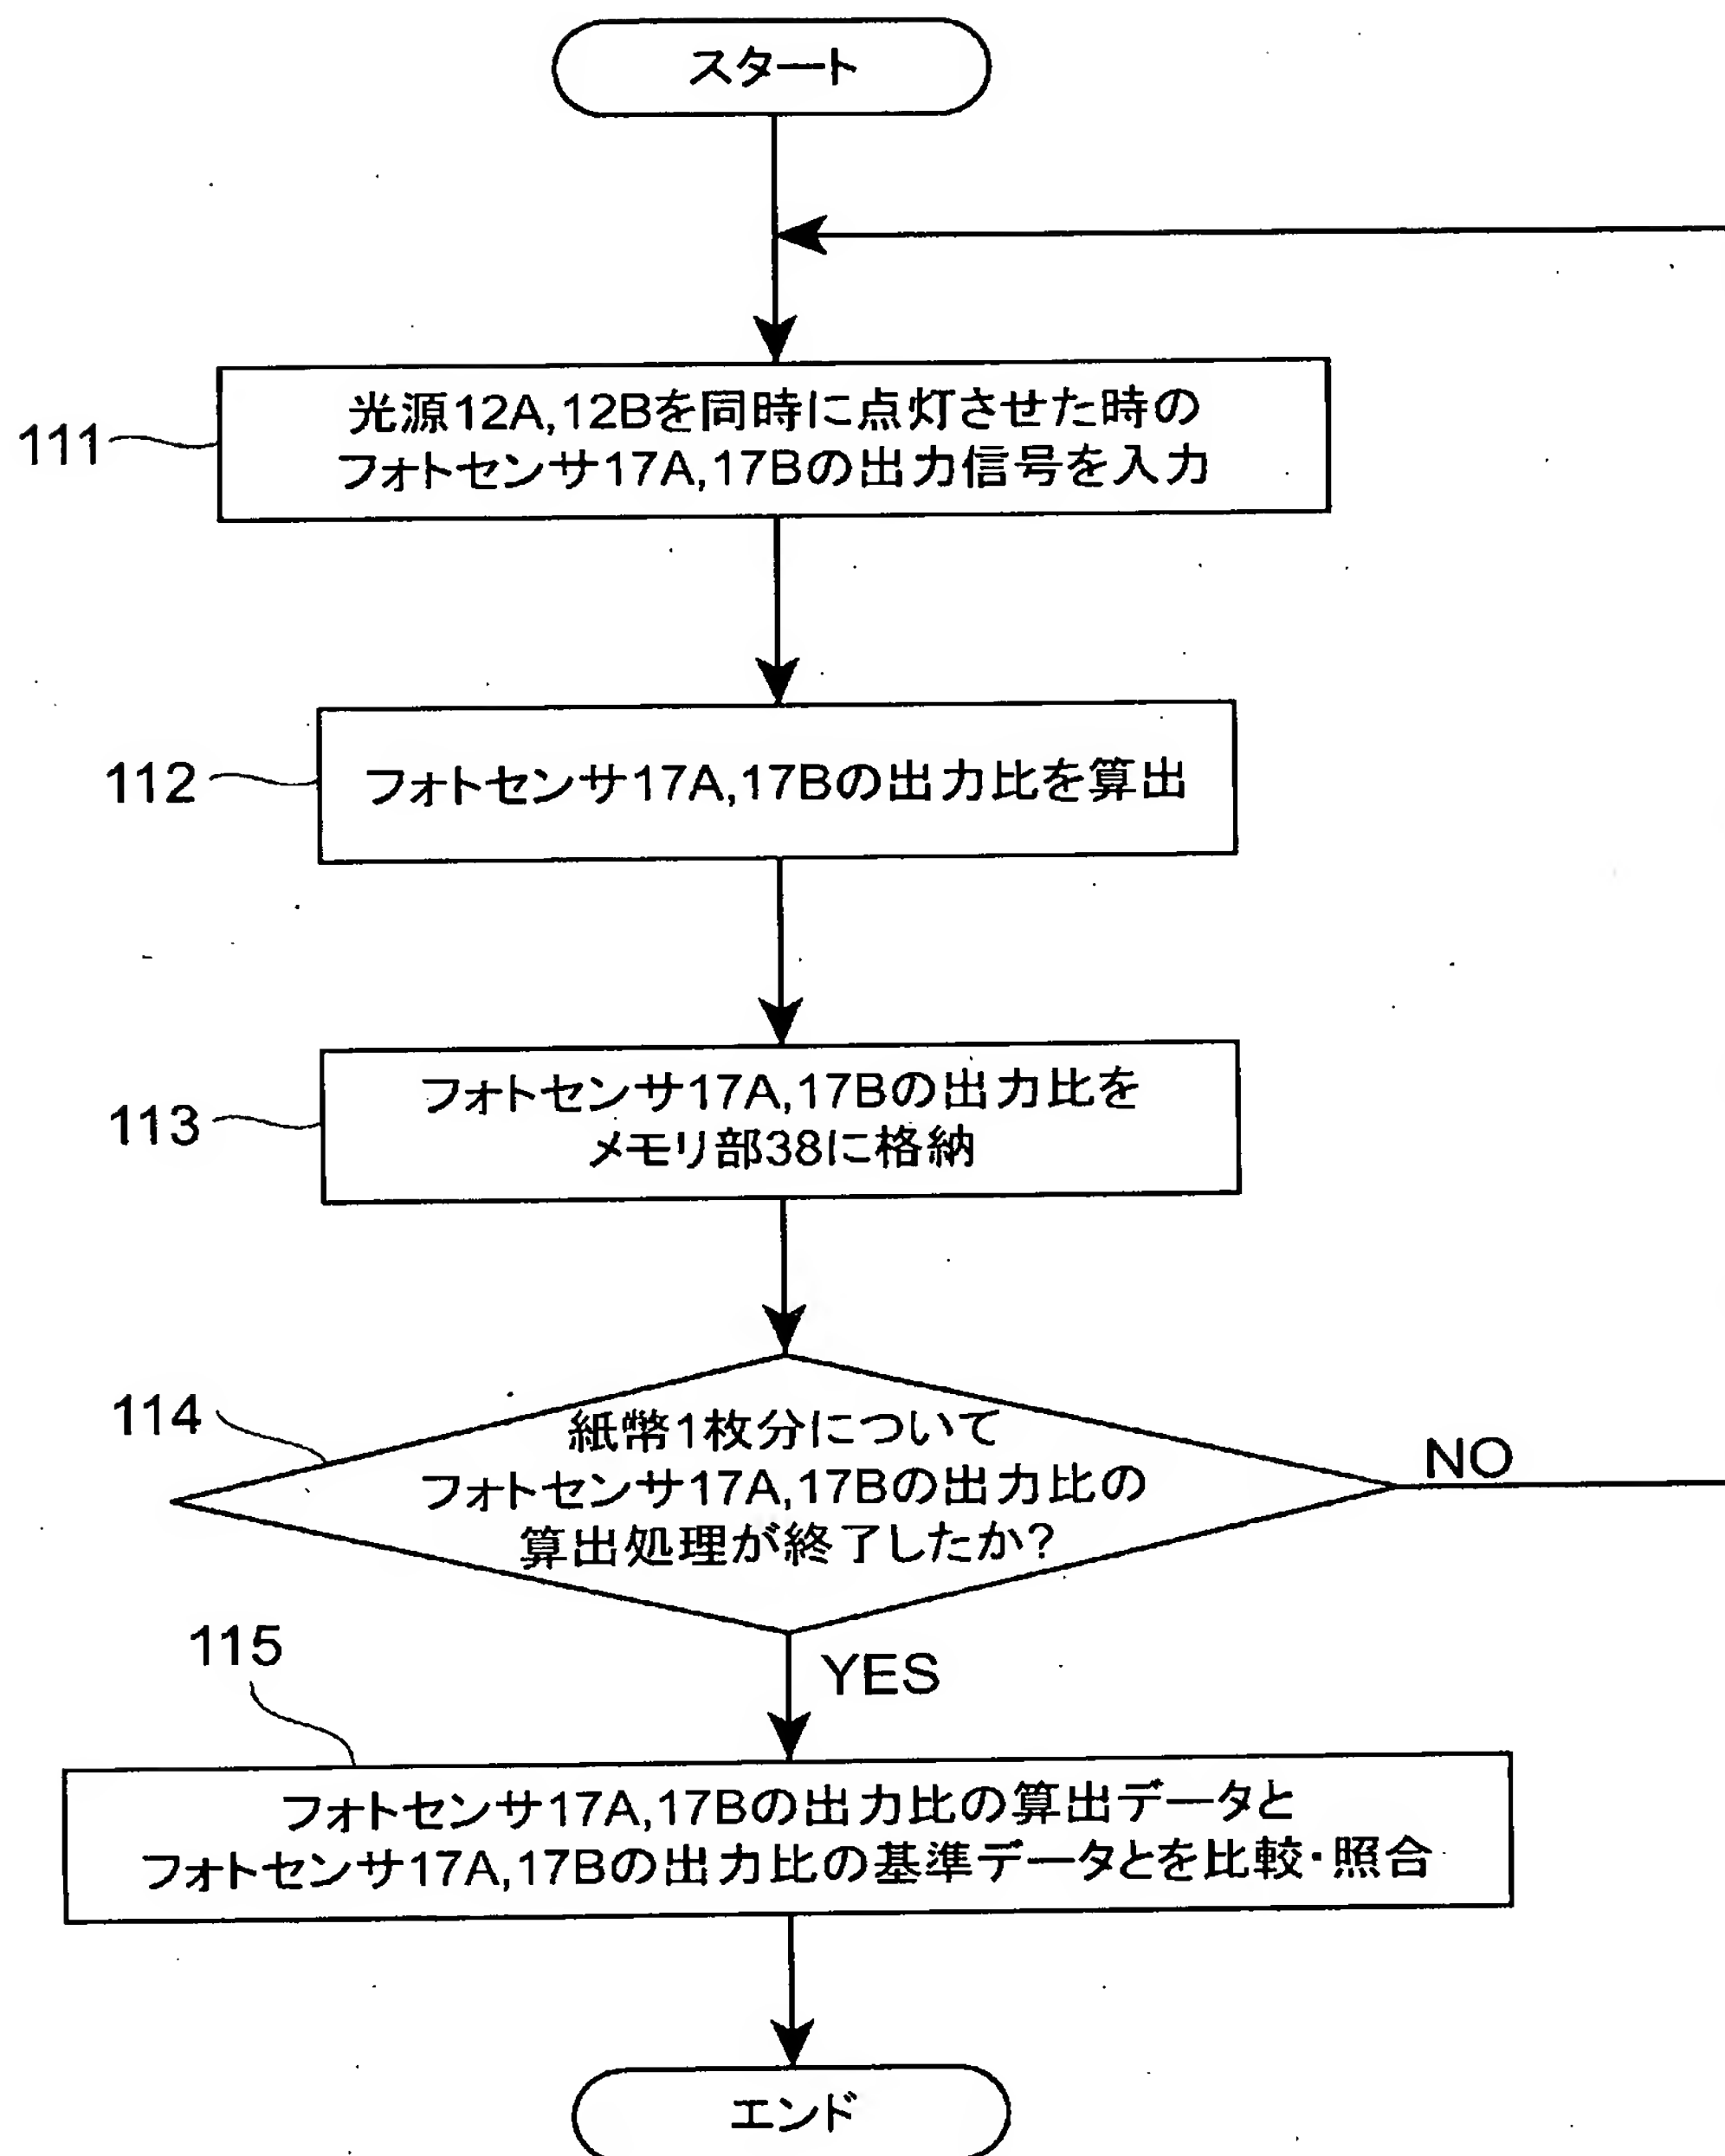 スタート
111
光源12A,12Bを同時に点灯させた時の
フォトセンサ17A,17Bの出力信号を入力
112
フォトセンサ17A,17Bの出力比を算出
113
フォトセンサ17A,17Bの出力比を
メモリ部38に格納
114
紙幣1枚分について
フォトセンサ17A,17Bの出力比の
算出処理が終了したか?
NO
YES
115
フォトセンサ17A,17Bの出力比の算出データと
フォトセンサ17A,17Bの出力比の基準データとを比較・照合
エンド